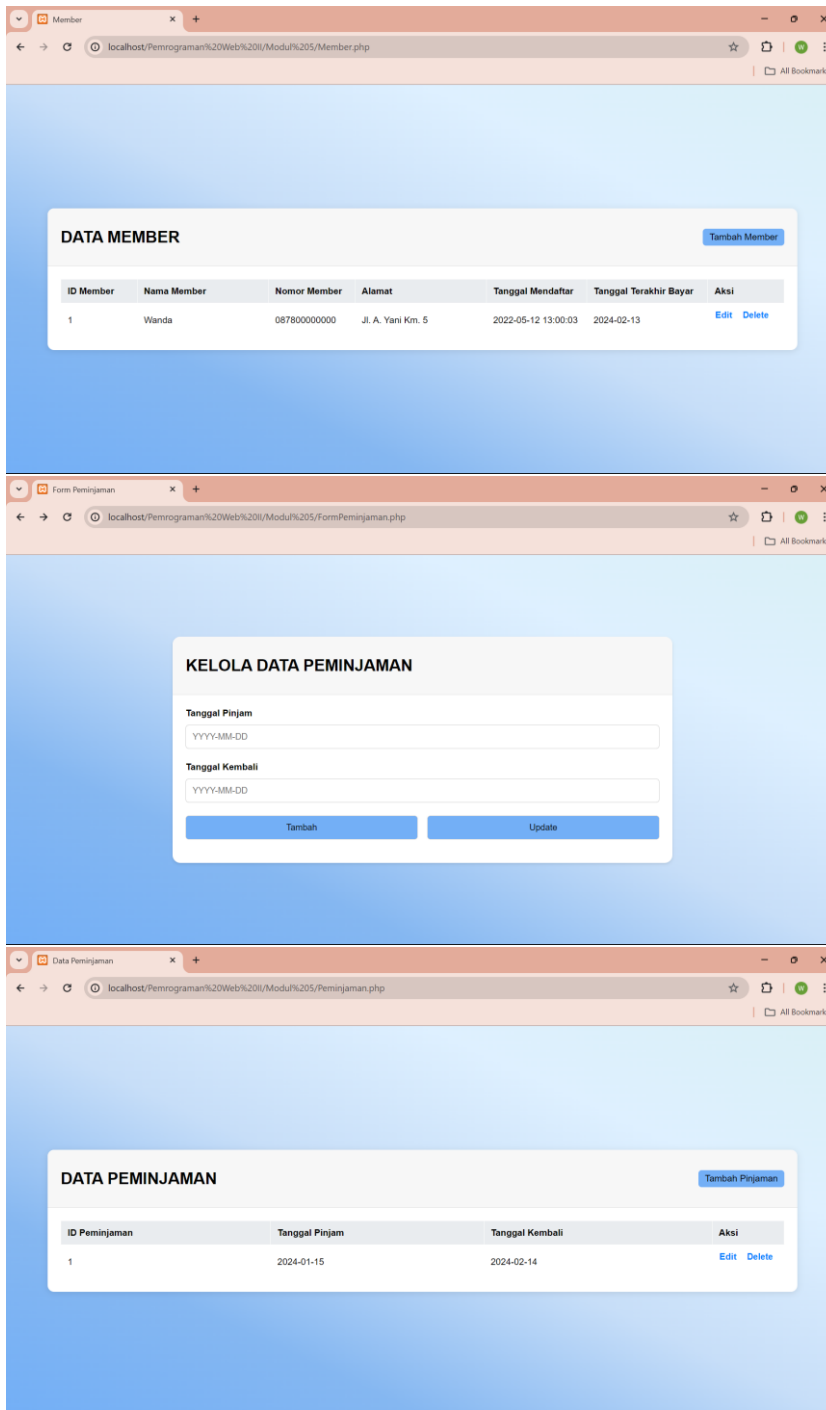 Member
localhost/Pemrograman%20Web%20II/Modul%205/Member.php
W
All Bookmark
DATA MEMBER
Tambah Member
ID Member Nama Member Nomor Member Alamat Tanggal Mendaftar Tanggal Terakhir Bayar Aksi
1 Wanda 087800000000 Jl. A. Yani Km. 5 2022-05-12 13:00:03 2024-02-13 Edit Delete
Form Peminjaman
localhost/Pemrograman%20Web%20II/Modul%205/FormPeminjaman.php
W
All Bookmark
KELOLA DATA PEMINJAMAN
Tanggal Pinjam
YYYY-MM-DD
Tanggal Kembali
YYYY-MM-DD
Tambah Update
Data Peminjaman
localhost/Pemrograman%20Web%20II/Modul%205/Peminjaman.php
W
All Bookmark
DATA PEMINJAMAN
Tambah Pinjaman
ID Peminjaman Tanggal Pinjam Tanggal Kembali Aksi
1 2024-01-15 2024-02-14 Edit Delete